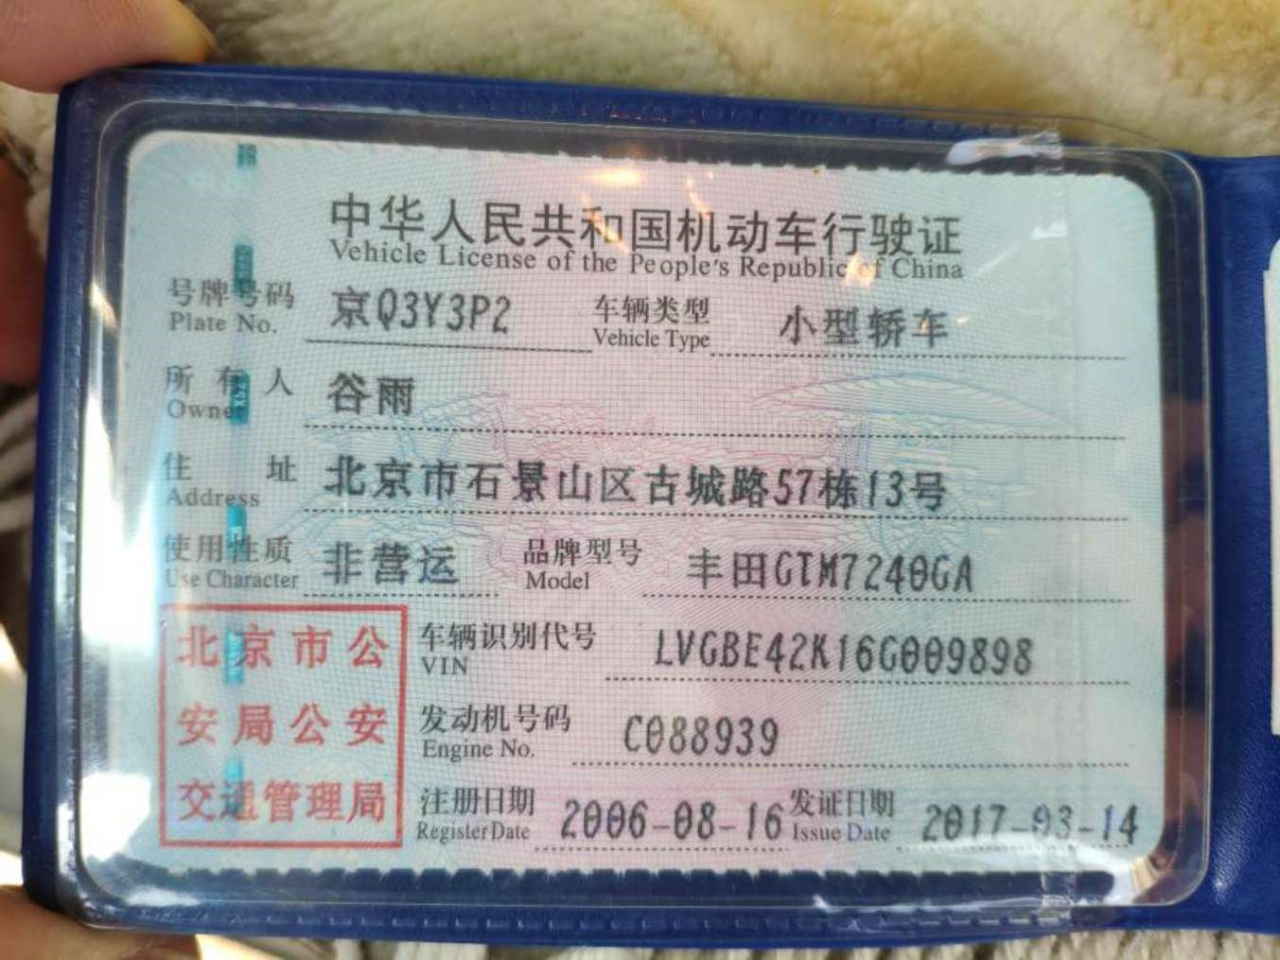 中华人民共和国机动车行驶证
Vehicle License of the People's Republic of China
号牌号码 京Q3Y3P2 车辆类型 小型轿车
Plate No. Vehicle Type
所有人 谷雨
Owner
住址 北京市石景山区古城路57栋13号
Address
使用性质 非营运 品牌型号 丰田GTM7240GA
Use Character Model
北京市公
安局公安
交通管理局
车辆识别代号 LVGBE42K16G009898
VIN
发动机号码 C088939
Engine No.
注册日期 2006-08-16 发证日期 2017-03-14
Register Date Issue Date